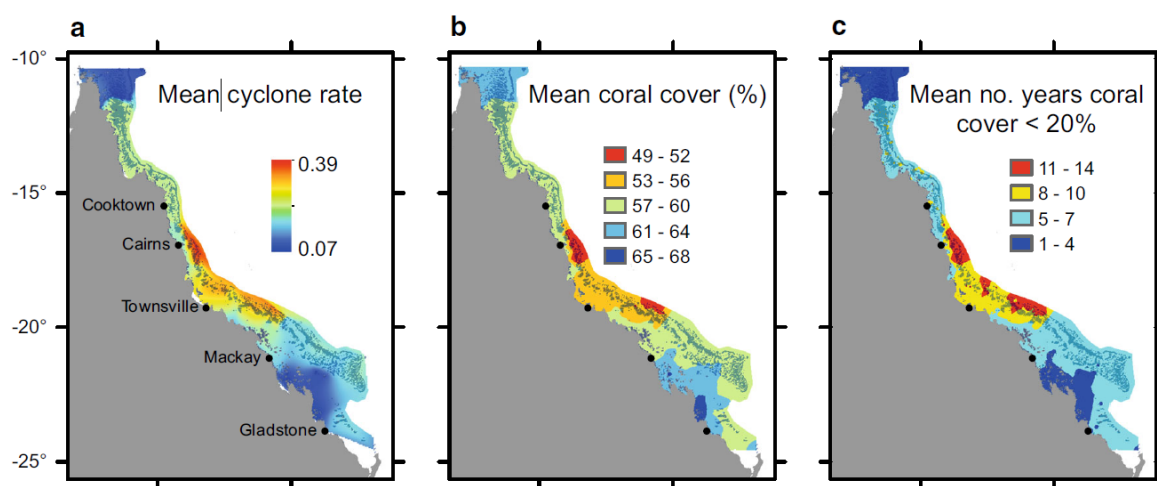 a
Mean cyclone rate
0.39
0.07
-10°
-15°
-20°
-25°
Cooktown
Cairns
Townsville
Mackay
Gladstone
b
Mean coral cover (%)
49 - 52
53 - 56
57 - 60
61 - 64
65 - 68
c
Mean no. years coral
cover < 20%
11 - 14
8 - 10
5 - 7
1 - 4